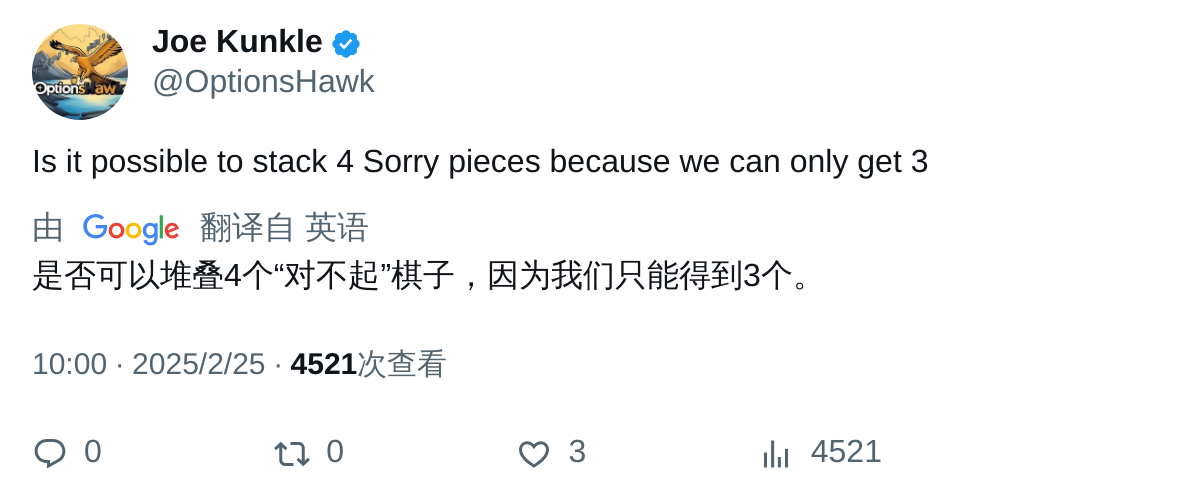 OptionsHawk
Joe Kunkle
@OptionsHawk
Is it possible to stack 4 Sorry pieces because we can only get 3
由 Google 翻译自 英语
是否可以堆叠4个“对不起”棋子，因为我们只能得到3个。
10:00 · 2025/2/25 · 4521次查看
0 0 3 4521